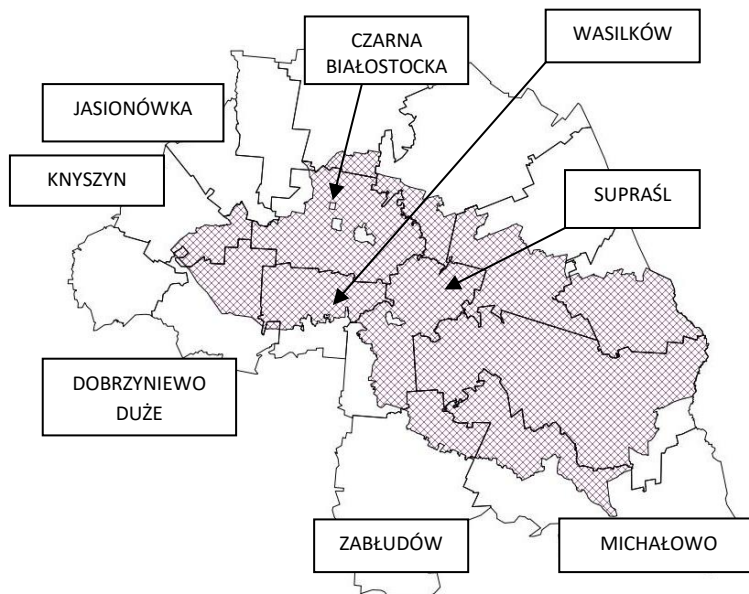 CZARNA
BIAŁOSTOCKA
WASILKÓW
JASIONÓWKA
KNYSZYN
SUPRAŚL
DOBRZYNIEWO
DUŻE
ZABŁUDÓW
MICHAŁOWO